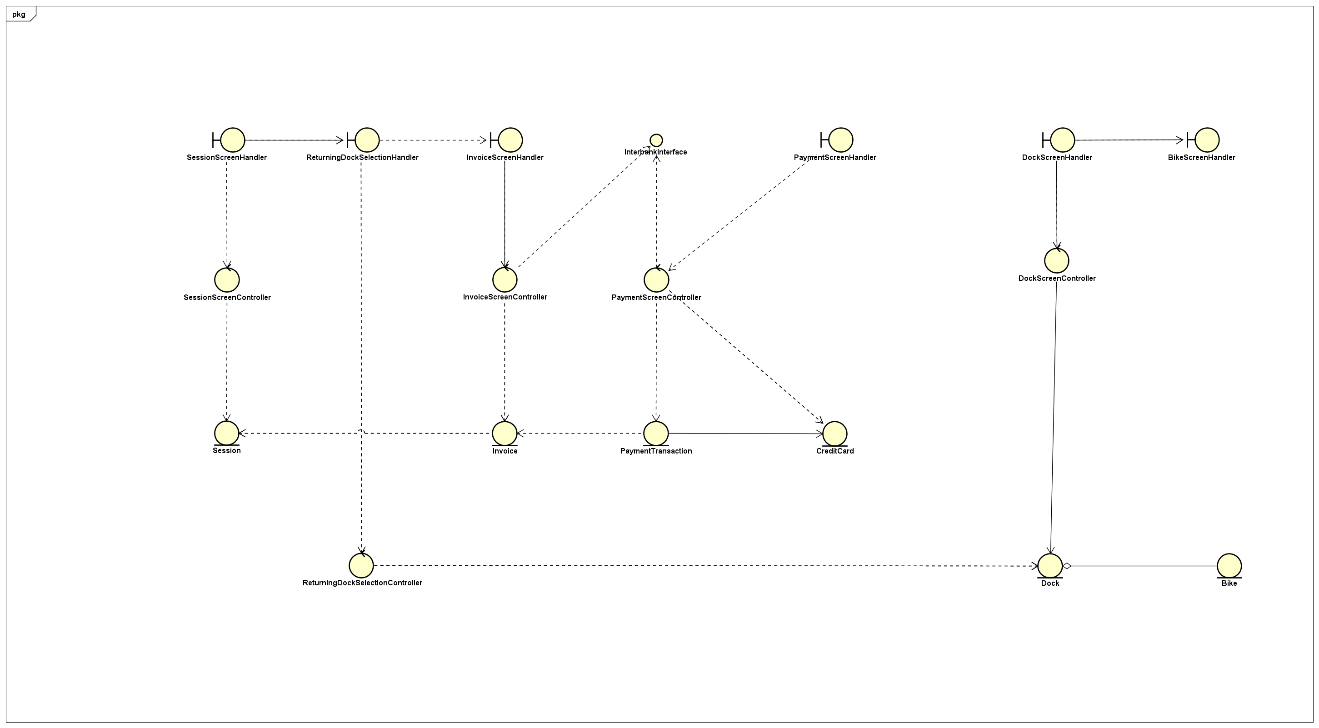 pkg
SessionScreenHandler
ReturningDockSelectionHandler
InvoiceScreenHandler
InterbankInterface
PaymentScreenHandler
DockScreenHandler
BikeScreenHandler
SessionScreenController
InvoiceScreenController
PaymentScreenController
DockScreenController
Session
Invoice
PaymentTransaction
CreditCard
ReturningDockSelectionController
Dock
Bike